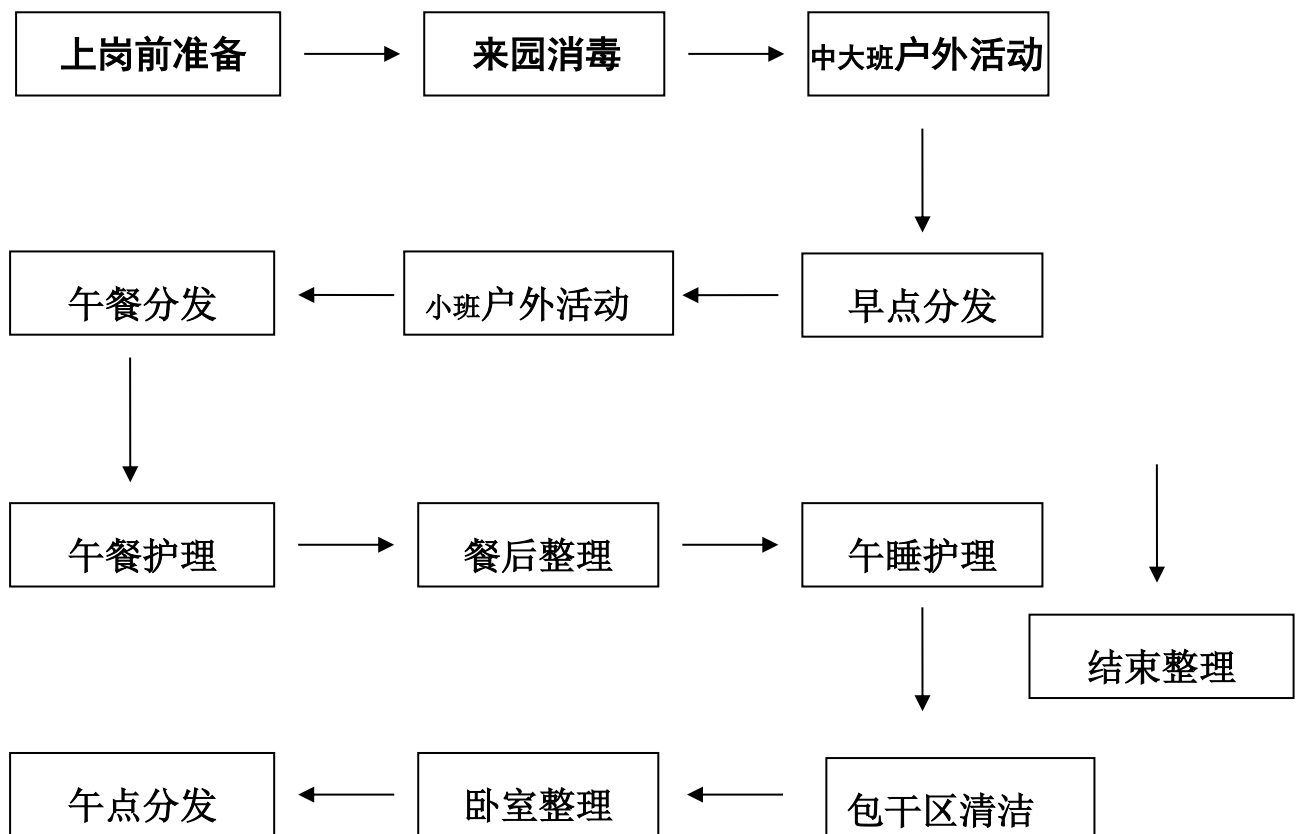 上岗前准备
来园消毒
中大班户外活动
午餐分发
小班户外活动
早点分发
午餐护理
餐后整理
午睡护理
结束整理
午点分发
卧室整理
包干区清洁